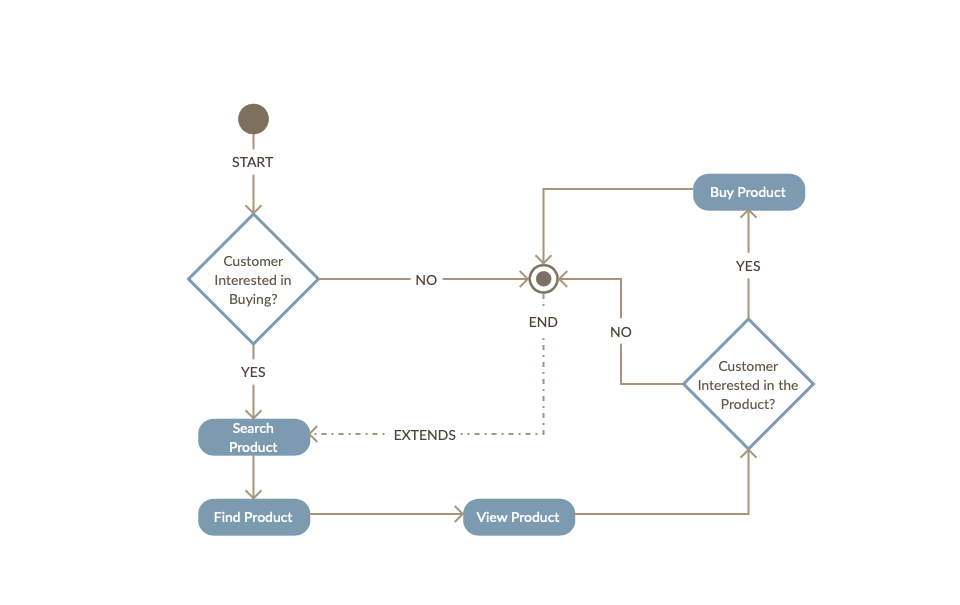 START
Customer
Interested in
Buying?
NO
YES
Search
Product
Find Product
View Product
END
EXTENDS
NO
Customer
Interested in the
Product?
YES
Buy Product